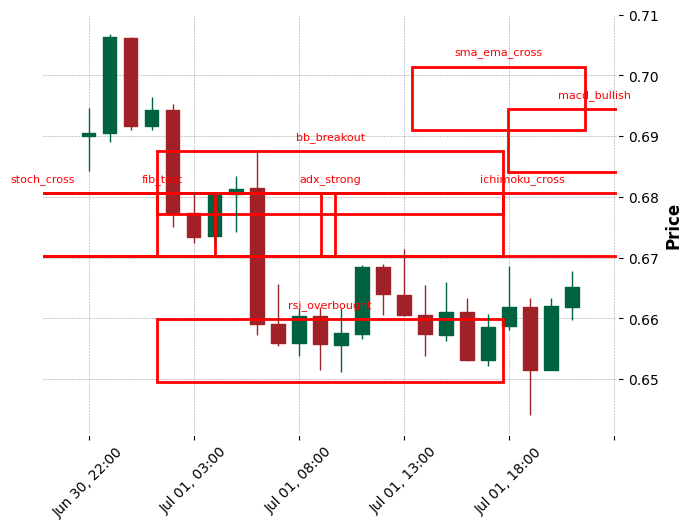 0.71
sma_ema_cross
0.70
macd_bullish
0.69
bb_breakout
stoch_cross
fib_test
adx_strong
ichimoku_cross
0.68
Price
0.67
rsi_overbought
0.66
0.65
Jun 30, 22:00
Jul 01, 03:00
Jul 01, 08:00
Jul 01, 13:00
Jul 01, 18:00